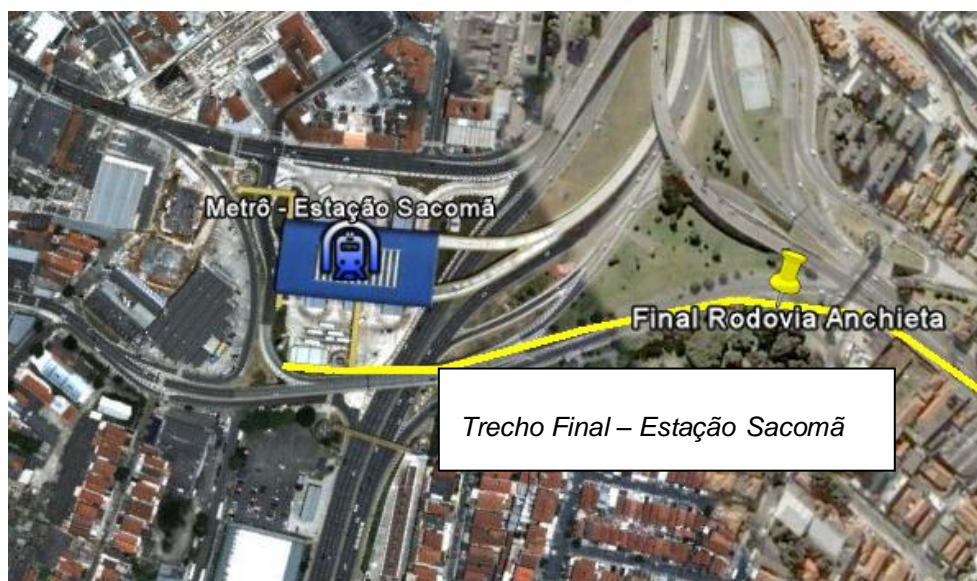 Metrô - Estação Sacomã
Final Rodovia Anchieta
Trecho Final – Estação Sacomã